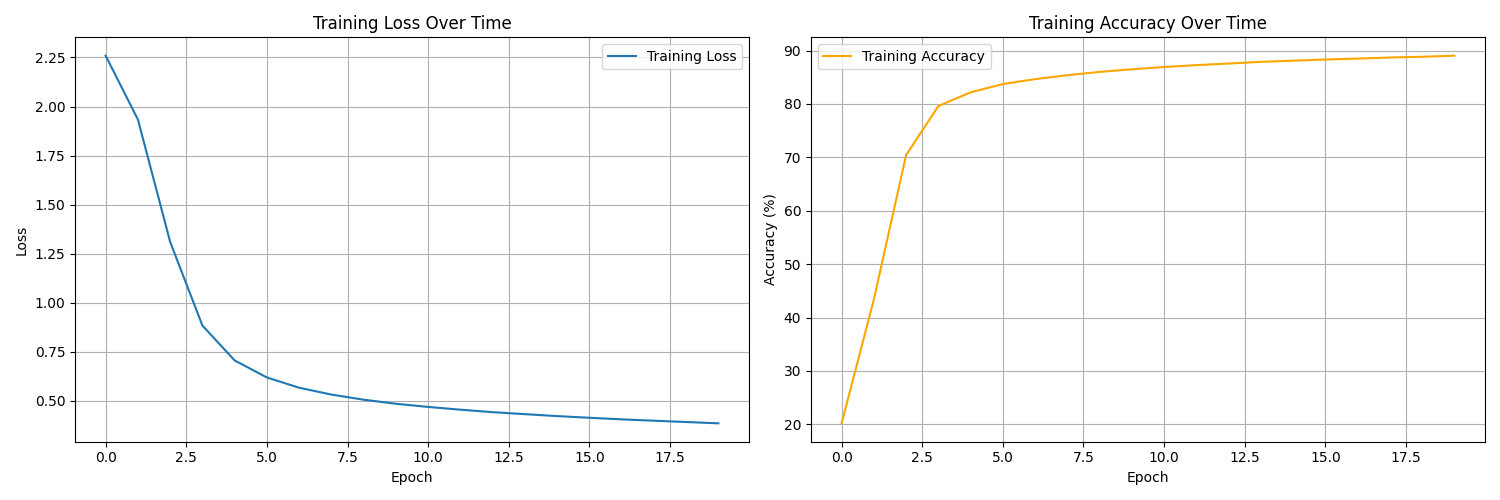 Training Loss Over Time
Training Loss
2.25
2.00
1.75
1.50
1.25
1.00
0.75
0.50
Loss
0.0 2.5 5.0 7.5 10.0 12.5 15.0 17.5
Epoch
Training Accuracy Over Time
Training Accuracy
90
80
70
60
50
40
30
20
Accuracy (%)
0.0 2.5 5.0 7.5 10.0 12.5 15.0 17.5
Epoch